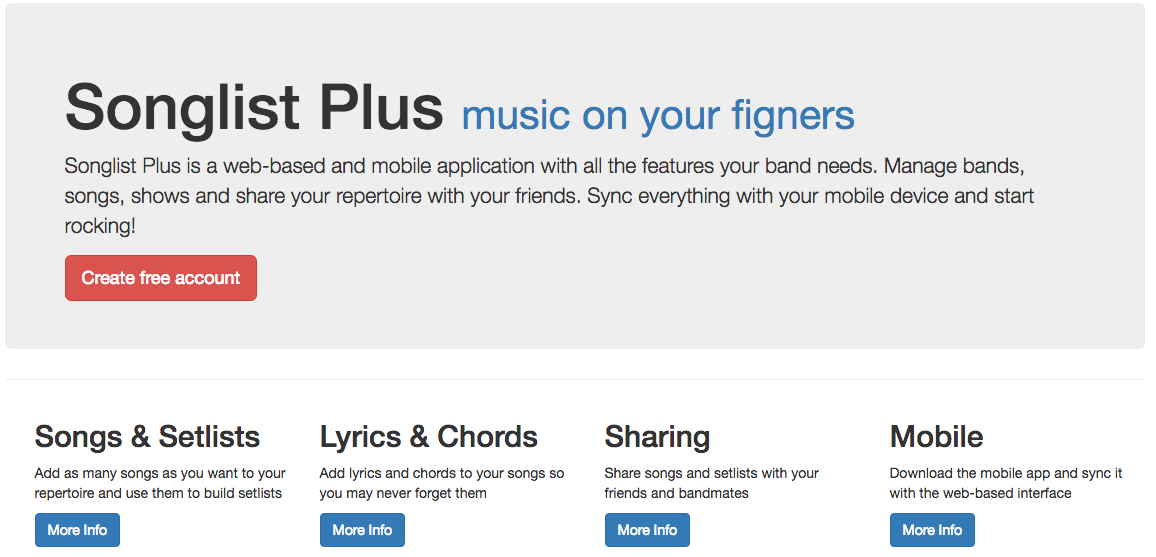 Songlist Plus music on your figners
Songlist Plus is a web-based and mobile application with all the features your band needs. Manage bands,
songs, shows and share your repertoire with your friends. Sync everything with your mobile device and start
rocking!
Create free account
Songs & Setlists
Add as many songs as you want to your
repertoire and use them to build setlists
More Info
Lyrics & Chords
Add lyrics and chords to your songs so
you may never forget them
More Info
Sharing
Share songs and setlists with your
friends and bandmates
More Info
Mobile
Download the mobile app and sync it
with the web-based interface
More Info